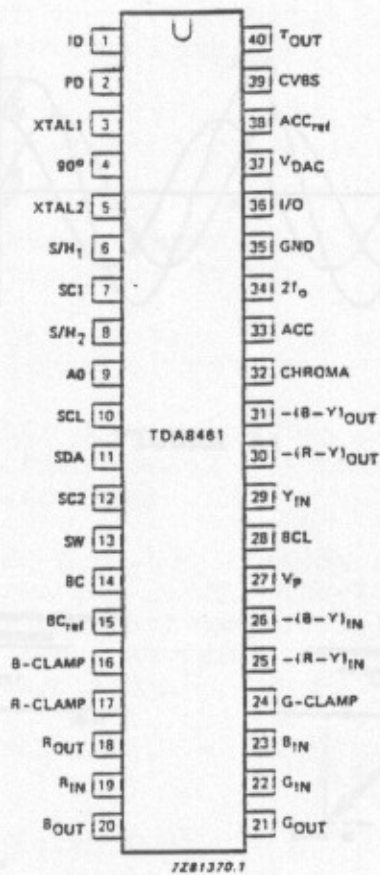 ID 1 40 TOUT
PD 2 39 CVBS
XTAL1 3 38 ACCref
90° 4 37 VDAC
XTAL2 5 36 I/O
S/H1 6 35 GND
SC1 7 34 2fo
S/H2 8 33 ACC
A0 9 32 CHROMA
SCL 10 31 -(B-Y)OUT
TDA8461
SDA 11 30 -(R-Y)OUT
SC2 12 29 YIN
SW 13 28 BCL
BC 14 27 VP
BCref 15 26 -(B-Y)IN
B-CLAMP 16 25 -(R-Y)IN
R-CLAMP 17 24 G-CLAMP
ROUT 18 23 BIN
RIN 19 22 GIN
BOUT 20 21 GOUT
7Z81370.1